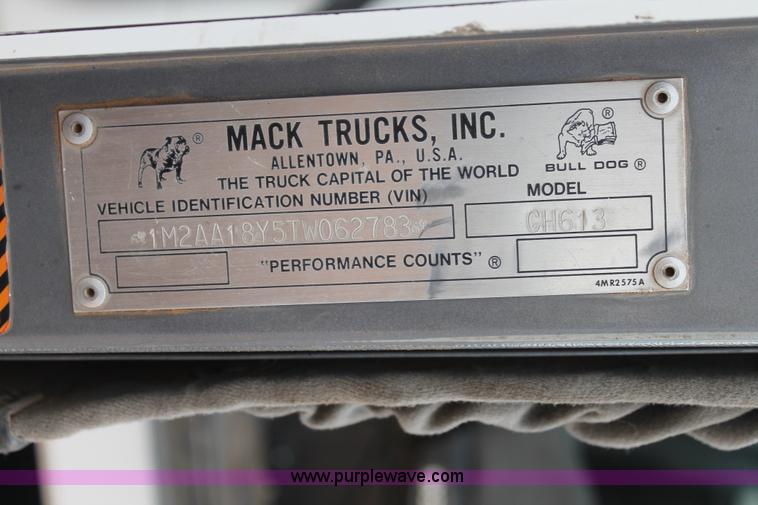 MACK TRUCKS, INC.
ALLENTOWN, PA., U.S.A.
THE TRUCK CAPITAL OF THE WORLD
® ® BULL DOG ®
VEHICLE IDENTIFICATION NUMBER (VIN) MODEL
1M2AA18Y5TW062783 CH613
"PERFORMANCE COUNTS" ®
4MR2575A
www.purplewave.com